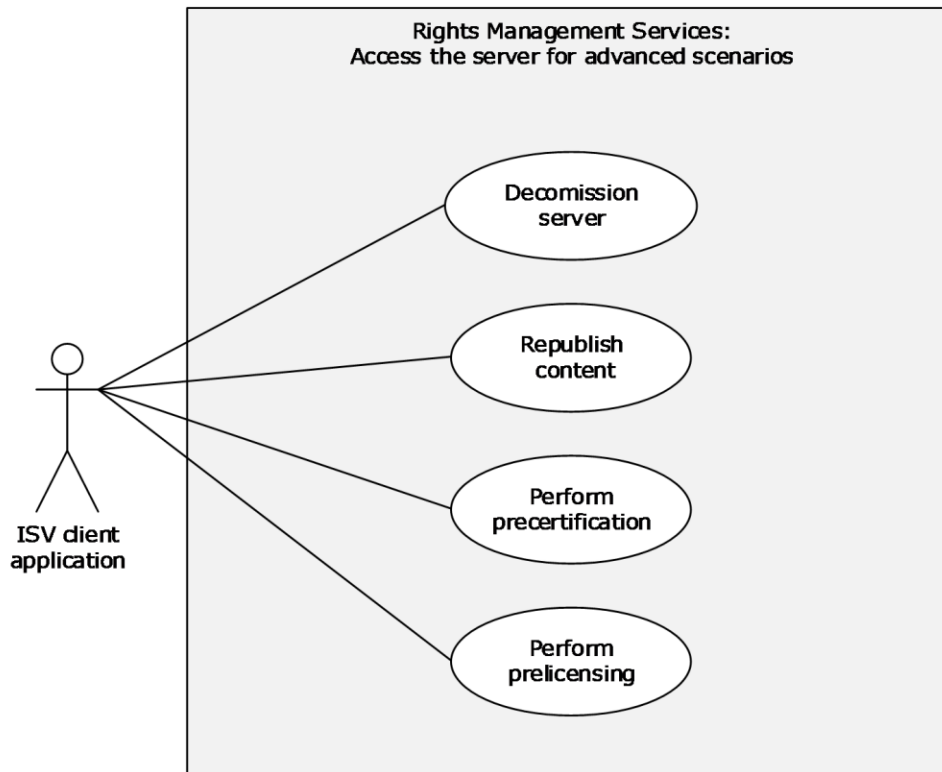 Rights Management Services:
Access the server for advanced scenarios
Decomission
server
Republish
content
Perform
precertification
Perform
prelicensing
ISV client
application